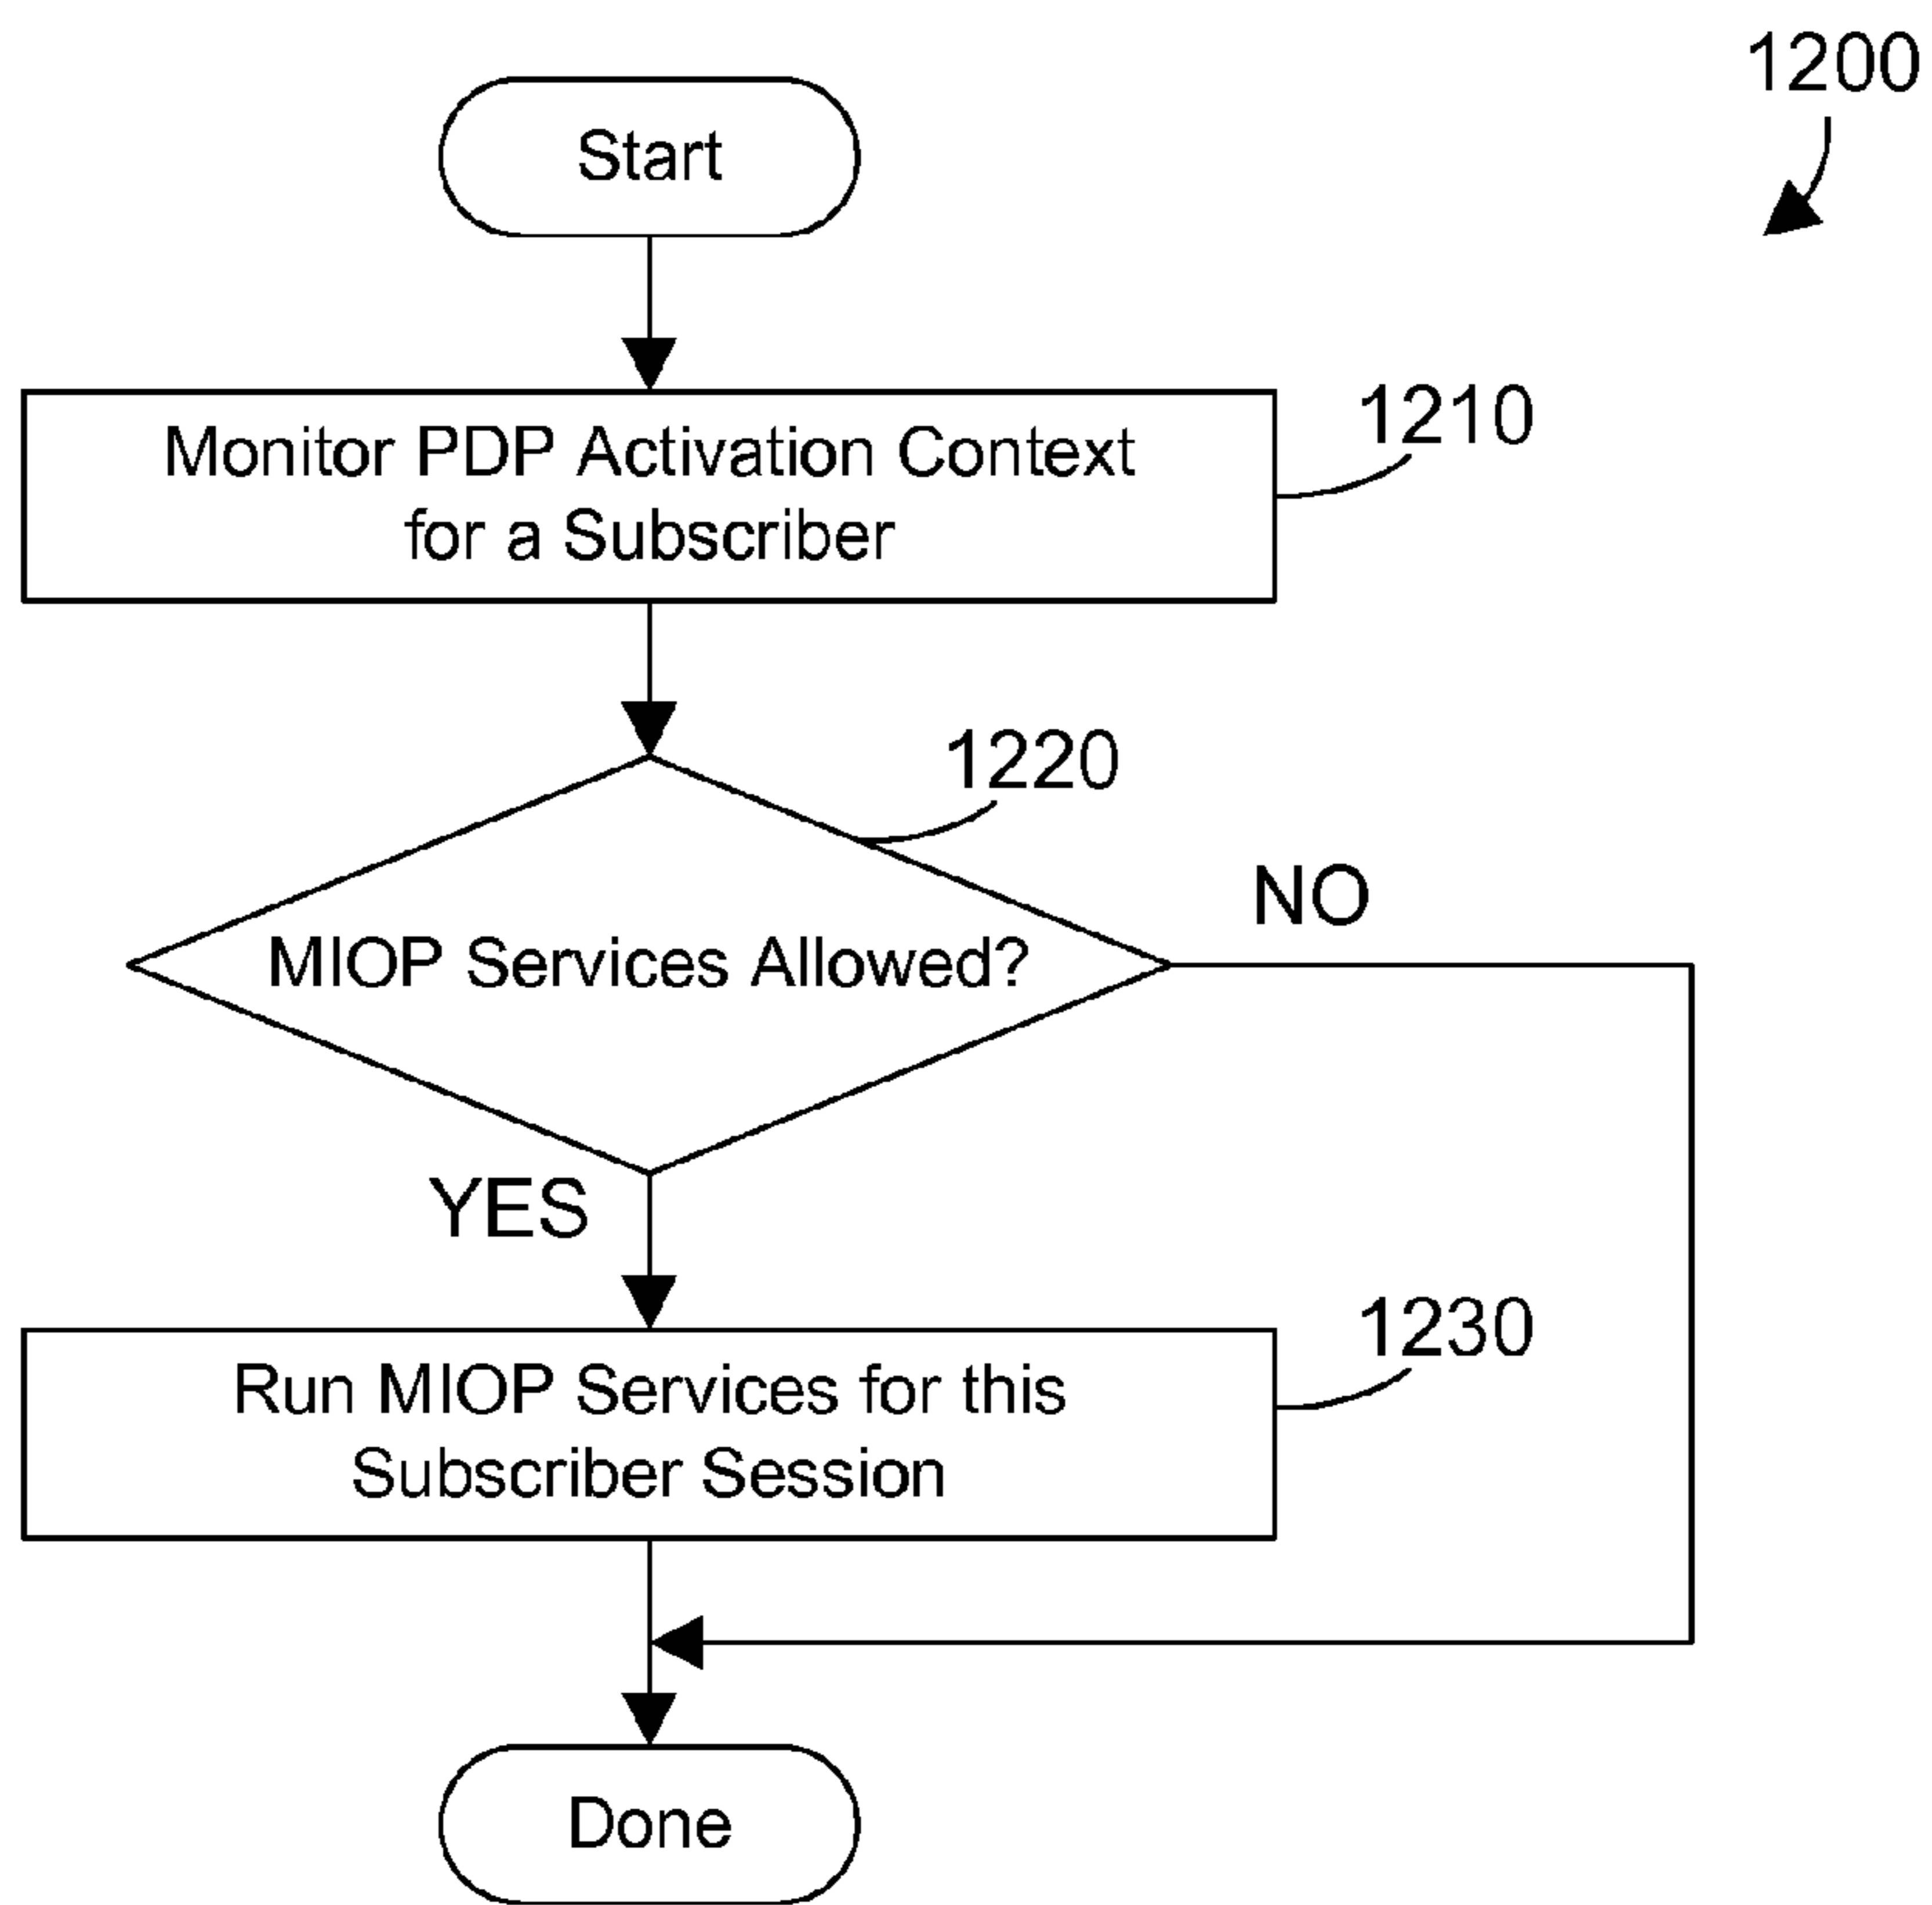 1200
Start
Monitor PDP Activation Context
for a Subscriber
1210
1220
MIOP Services Allowed?
NO
YES
Run MIOP Services for this
Subscriber Session
1230
Done